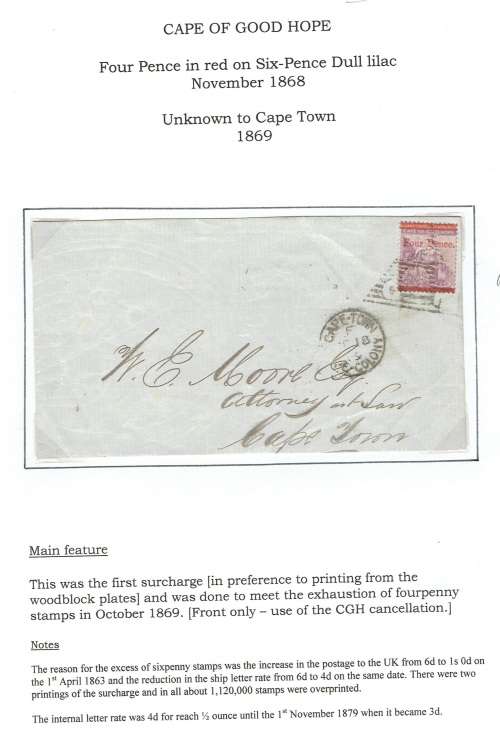 CAPE OF GOOD HOPE
Four Pence in red on Six-Pence Dull lilac
November 1868
Unknown to Cape Town
1869
Four Pence.
CAPE-TOWN
COLONY
W. E. Moore Esq
Attorney at Law
Cape Town
Main feature
This was the first surcharge [in preference to printing from the
woodblock plates] and was done to meet the exhaustion of fourpenny
stamps in October 1869. [Front only – use of the CGH cancellation.]
Notes
The reason for the excess of sixpenny stamps was the increase in the postage to the UK from 6d to 1s 0d on
the 1st April 1863 and the reduction in the ship letter rate from 6d to 4d on the same date. There were two
printings of the surcharge and in all about 1,120,000 stamps were overprinted.
The internal letter rate was 4d for reach ½ ounce until the 1st November 1879 when it became 3d.